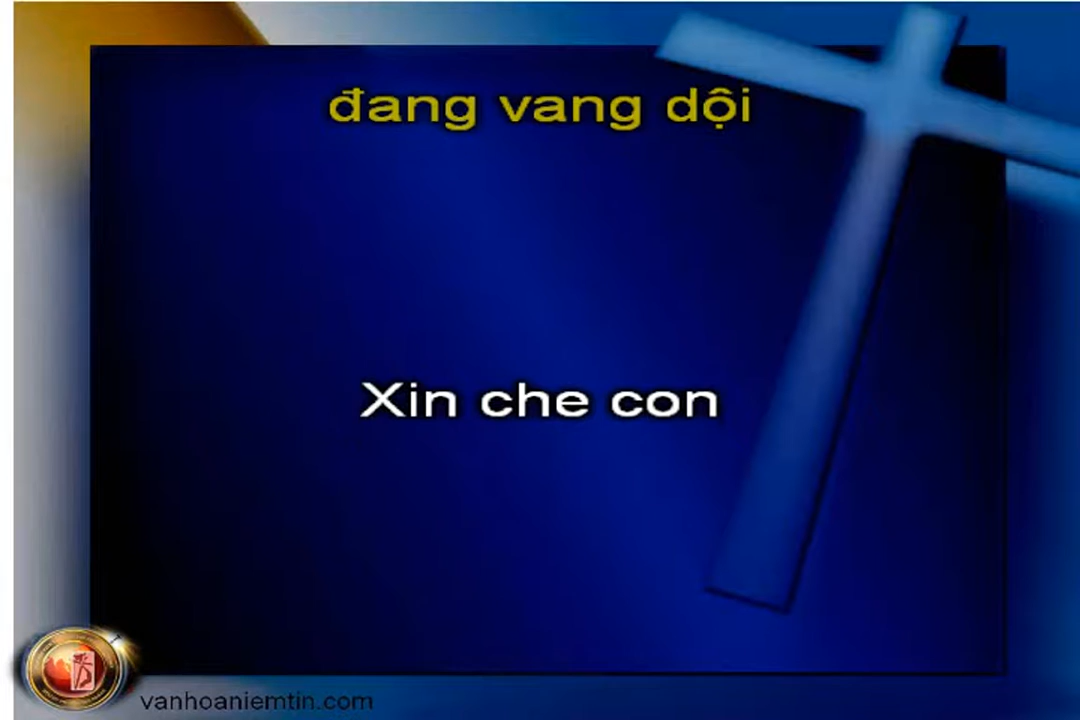 đang vang dội
Xin che con
vanhoaniemtin.com